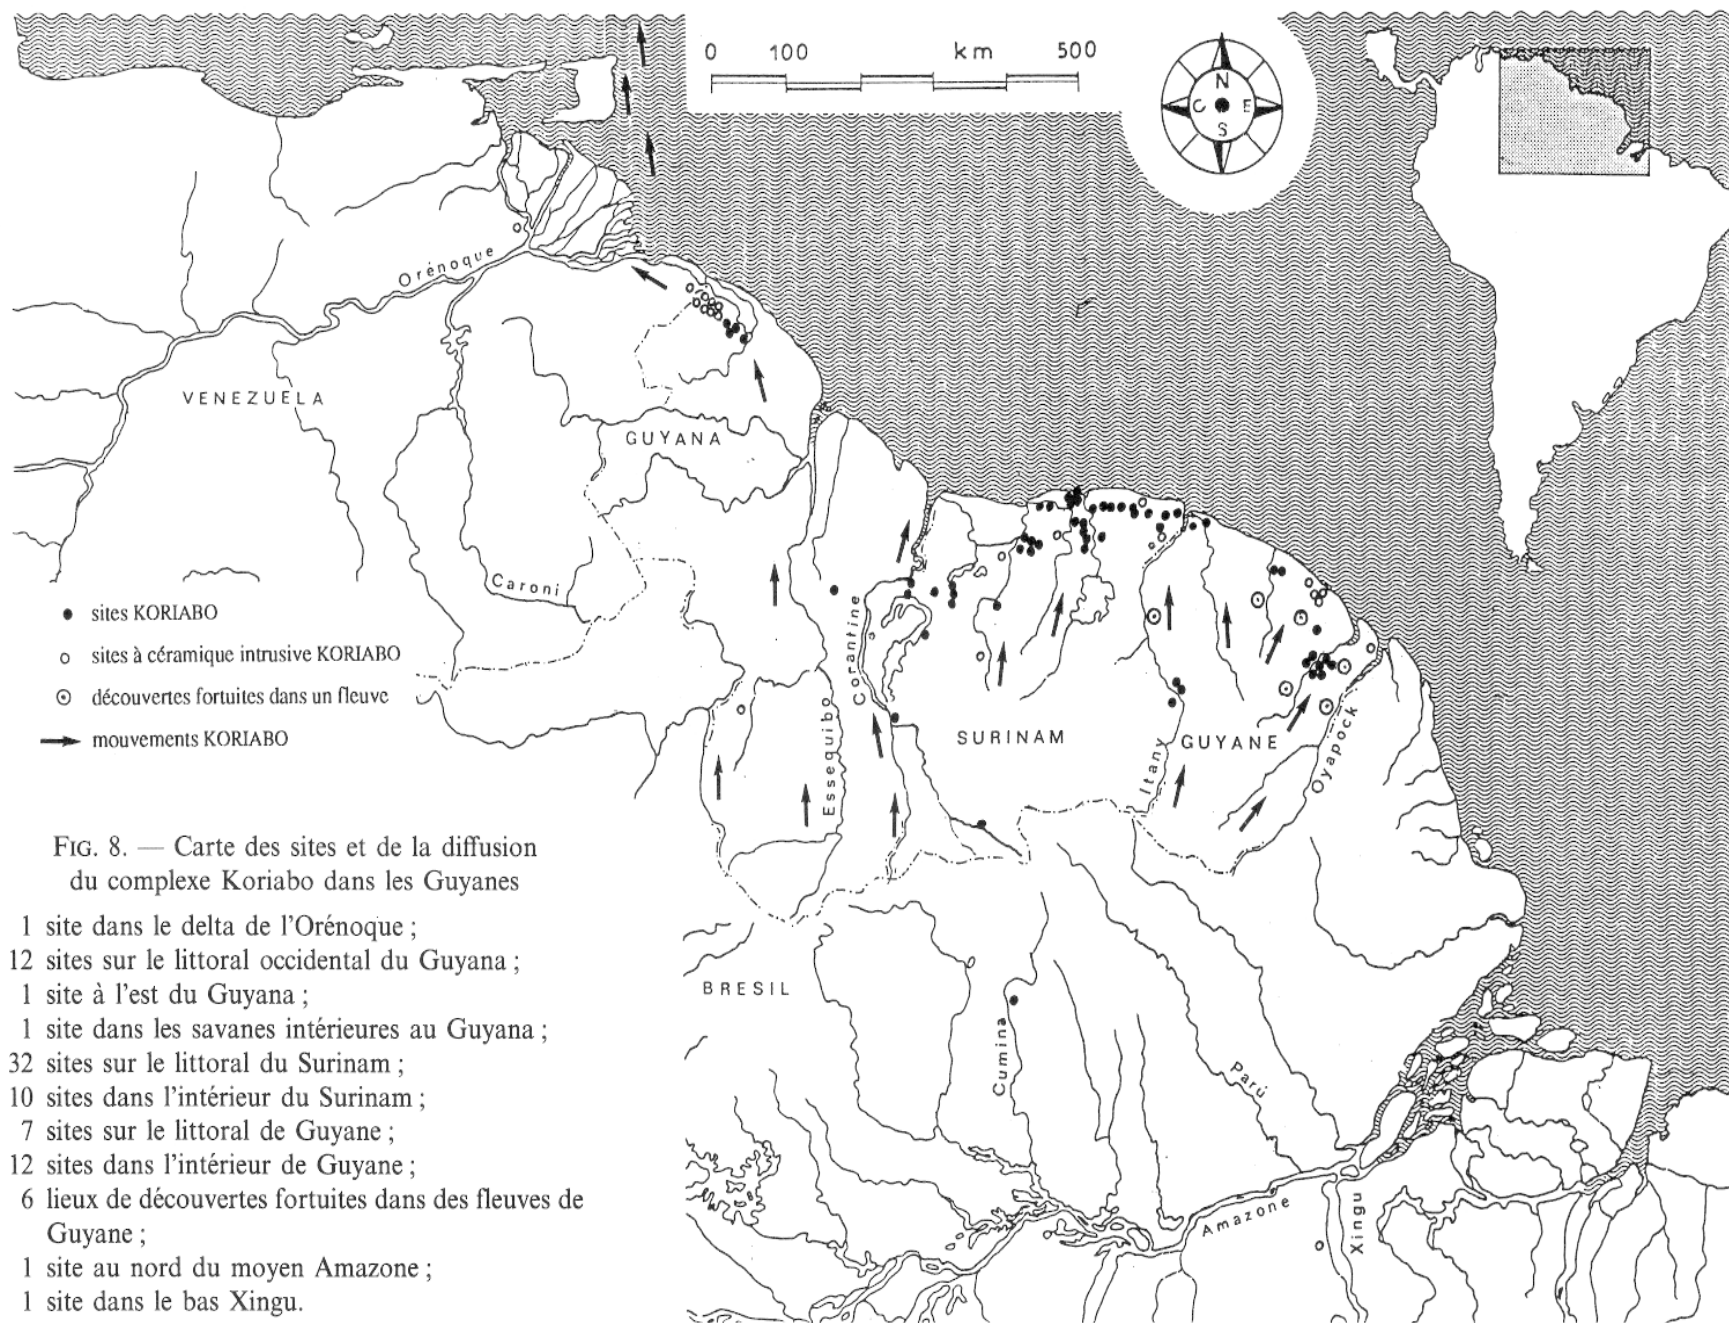 0 100 km 500
N
C E
S
Orénoque
VENEZUELA
GUYANA
Caroni
Corantine
Essequibo
SURINAM
Itany
GUYANE
Oyapock
BRESIL
Cumina
Parú
Amazone
Xingu
sites KORIABO
sites à céramique intrusive KORIABO
découvertes fortuites dans un fleuve
mouvements KORIABO
FIG. 8. — Carte des sites et de la diffusion
du complexe Koriabo dans les Guyanes
1 site dans le delta de l'Orénoque ;
12 sites sur le littoral occidental du Guyana ;
1 site à l'est du Guyana ;
1 site dans les savanes intérieures au Guyana ;
32 sites sur le littoral du Surinam ;
10 sites dans l'intérieur du Surinam ;
7 sites sur le littoral de Guyane ;
12 sites dans l'intérieur de Guyane ;
6 lieux de découvertes fortuites dans des fleuves de
Guyane ;
1 site au nord du moyen Amazone ;
1 site dans le bas Xingu.